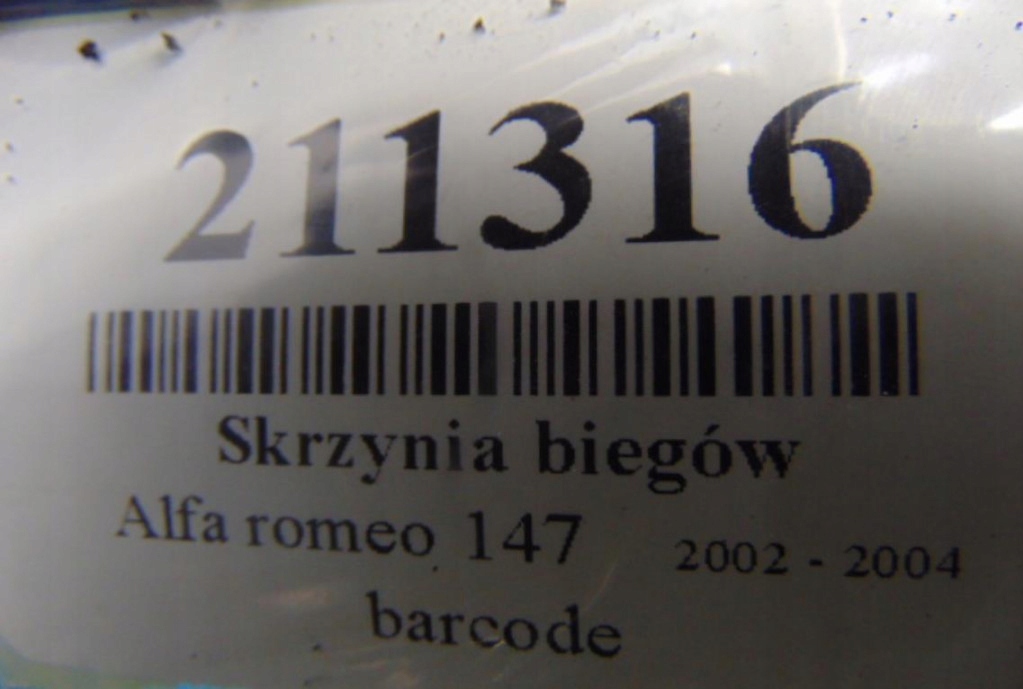 211316
Skrzynia biegów
Alfa romeo 147 2002 - 2004
barcode